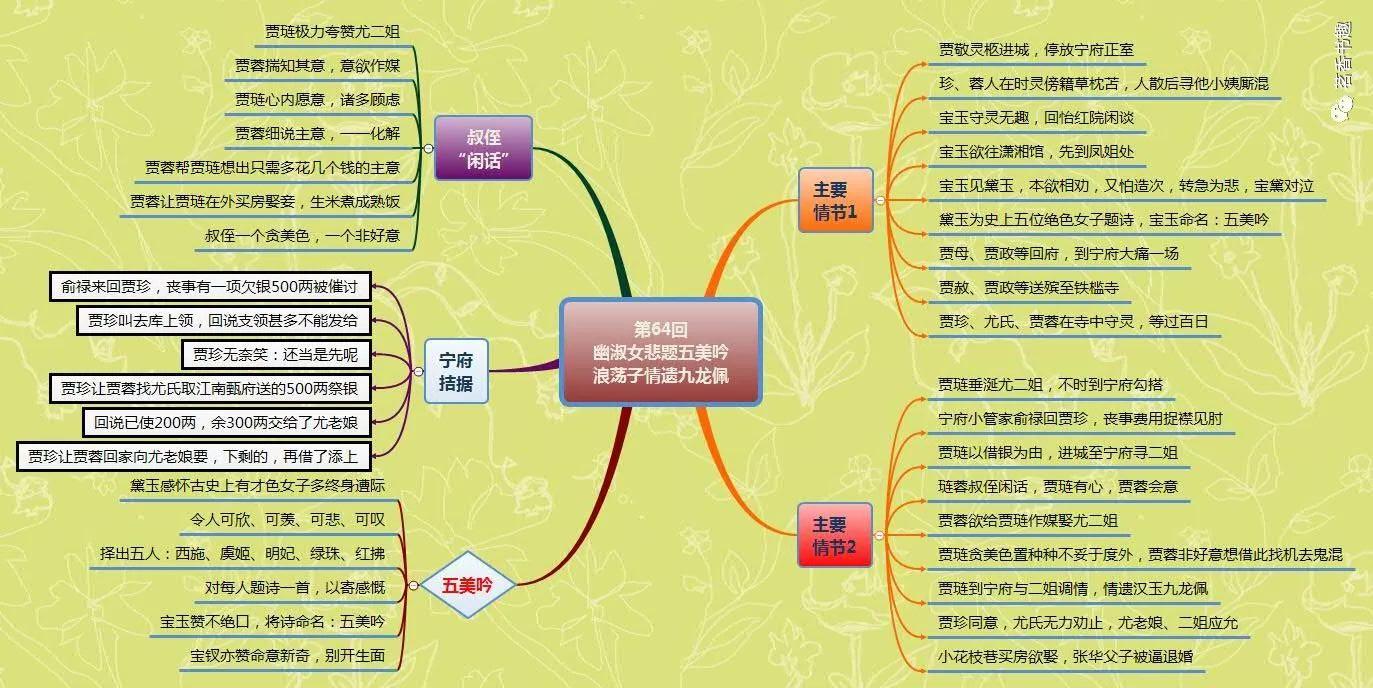 第64回
幽淑女悲题五美吟
浪荡子情遗九龙佩
主要
情节1
贾敬灵柩进城，停放宁府正室
珍、蓉人在时灵傍籍草枕苫，人散后寻他小姨厮混
宝玉守灵无趣，回怡红院闲谈
宝玉欲往潇湘馆，先到凤姐处
宝玉见黛玉，本欲相劝，又怕造次，转急为悲，宝黛对泣
黛玉为史上五位绝色女子题诗，宝玉命名：五美吟
贾母、贾政等回府，到宁府大痛一场
贾赦、贾政等送殡至铁槛寺
贾珍、尤氏、贾蓉在寺中守灵，等过百日
主要
情节2
贾琏垂涎尤二姐，不时到宁府勾搭
宁府小管家俞禄回贾珍，丧事费用捉襟见肘
贾琏以借银为由，进城至宁府寻二姐
琏蓉叔侄闲话，贾琏有心，贾蓉会意
贾蓉欲给贾琏作媒娶尤二姐
贾琏贪美色置种种不妥于度外，贾蓉非好意想借此找机去鬼混
贾琏到宁府与二姐调情，情遗汉玉九龙佩
贾珍同意，尤氏无力劝止，尤老娘、二姐应允
小花枝巷买房欲娶，张华父子被逼退婚
叔侄
“闲话”
贾琏极力夸赞尤二姐
贾蓉揣知其意，意欲作媒
贾琏心内愿意，诸多顾虑
贾蓉细说主意，一一化解
贾蓉帮贾琏想出只需多花几个钱的主意
贾蓉让贾琏在外买房娶妾，生米煮成熟饭
叔侄一个贪美色，一个非好意
宁府
拮据
俞禄来回贾珍，丧事有一项欠银500两被催讨
贾珍叫去库上领，回说支领甚多不能发给
贾珍无奈笑：还当是先呢
贾珍让贾蓉找尤氏取江南甄府送的500两祭银
回说已使200两，余300两交给了尤老娘
贾珍让贾蓉回家向尤老娘要，下剩的，再借了添上
五美吟
黛玉感怀古史上有才色女子多终身遭际
令人可欣、可羡、可悲、可叹
择出五人：西施、虞姬、明妃、绿珠、红拂
对每人题诗一首，以寄感慨
宝玉赞不绝口，将诗命名：五美吟
宝钗亦赞命意新奇，别开生面
茗香书趣